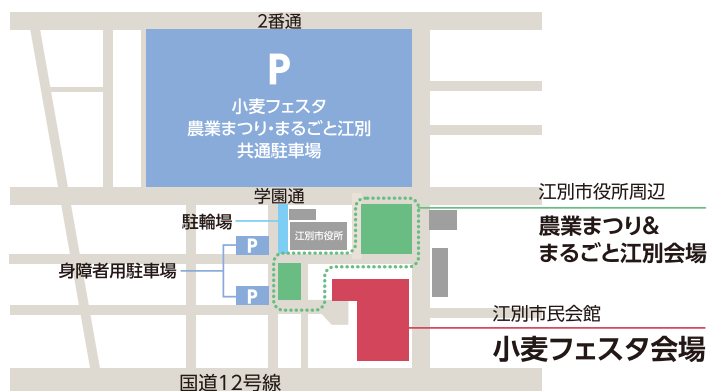 2番通
P
小麦フェスタ
農業まつり・まるごと江別
共通駐車場
学園通
江別市役所周辺
農業まつり&
まるごと江別会場
駐輪場
江別市役所
P
身障者用駐車場
P
江別市民会館
小麦フェスタ会場
国道12号線